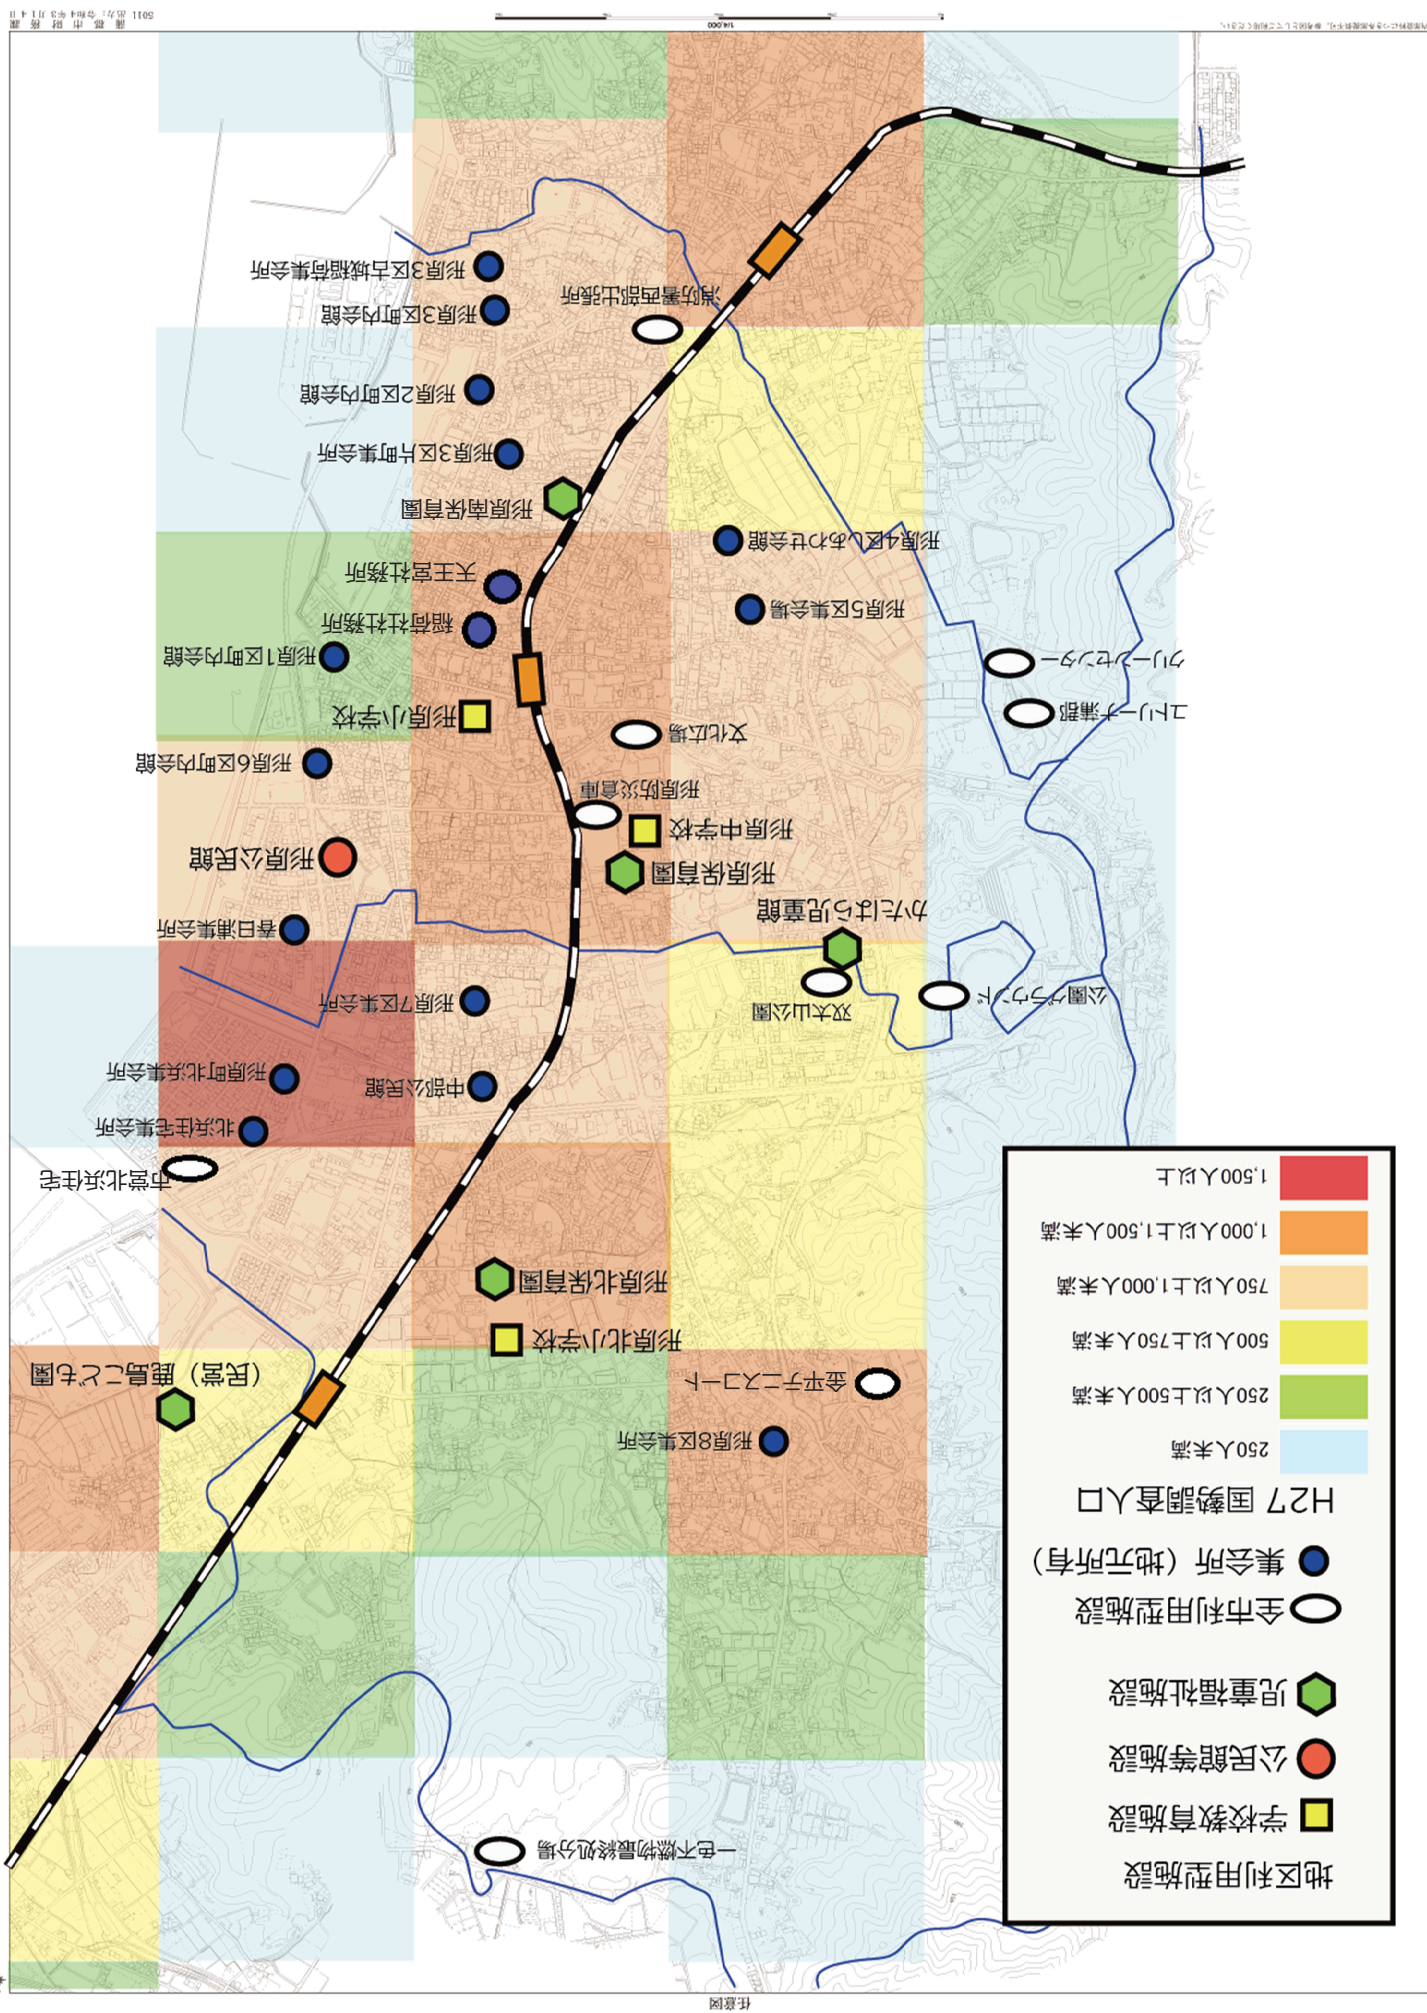 任意図
地区利用型施設
学校教育施設
公民館等施設
児童福祉施設
全市利用型施設
集会所（地元所有）
H27 国勢調査人口
250人未満
250人以上500人未満
500人以上750人未満
750人以上1,000人未満
1,000人以上1,500人未満
1,500人以上
一色不燃物最終処分場
形原8区集会所
金平テニスコート
（民営）鹿島こども園
形原北小学校
形原北保育園
市営北浜住宅
北浜住宅集会所
形原町北浜集会所
中部公民館
形原7区集会所
公園グラウンド
双太山公園
かたはら児童館
春日浦集会所
形原保育園
形原公民館
形原中学校
形原防災倉庫
形原6区町内会館
文化広場
ユトリーナ蒲郡
形原小学校
クリーンセンター
形原1区町内会館
稲荷社社務所
形原5区集会場
天王宮社務所
形原4区しあわせ会館
形原南保育園
形原3区片町集会所
形原2区町内会館
形原3区町内会館
消防署西部出張所
形原3区古城稲荷集会所
1/4,000
蒲郡市財務課